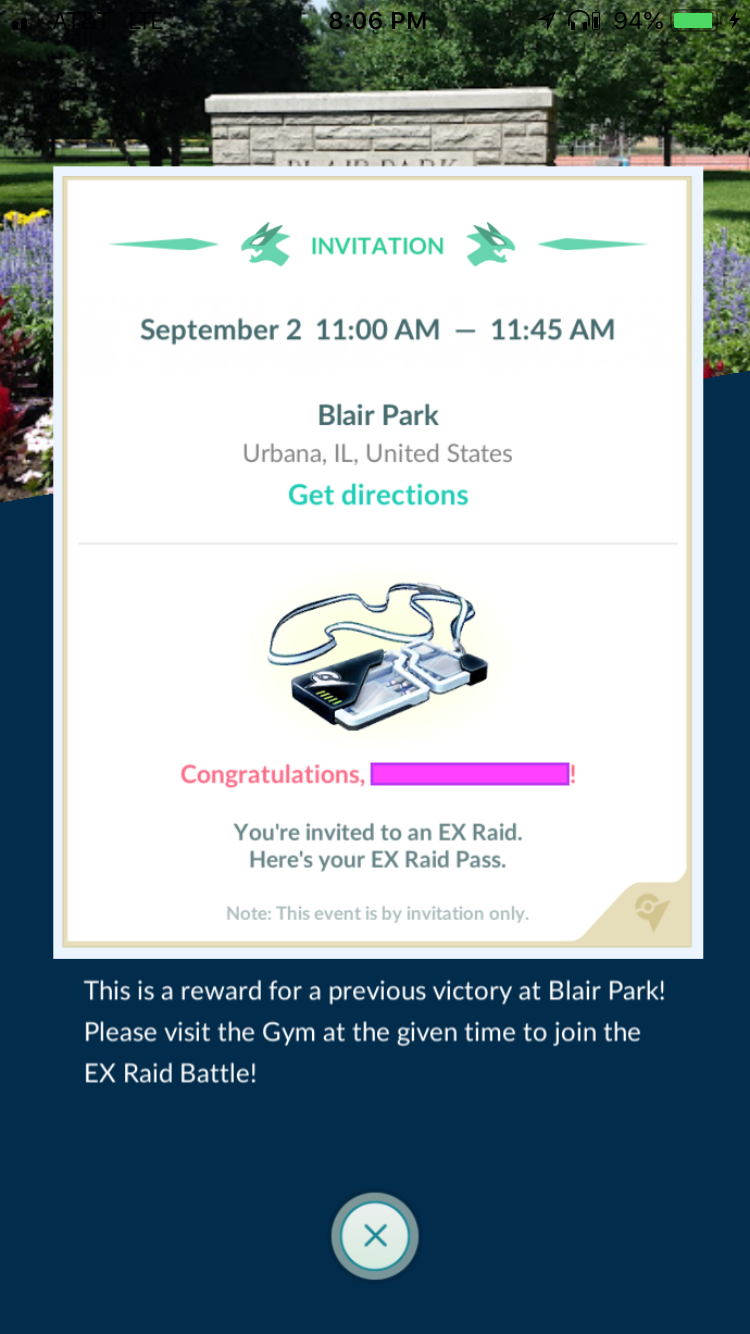 AT&T LTE 8:06 PM 94%
BLAIR PARK
INVITATION
September 2 11:00 AM — 11:45 AM
Blair Park
Urbana, IL, United States
Get directions
Congratulations, !
You're invited to an EX Raid.
Here's your EX Raid Pass.
Note: This event is by invitation only.
This is a reward for a previous victory at Blair Park!
Please visit the Gym at the given time to join the
EX Raid Battle!